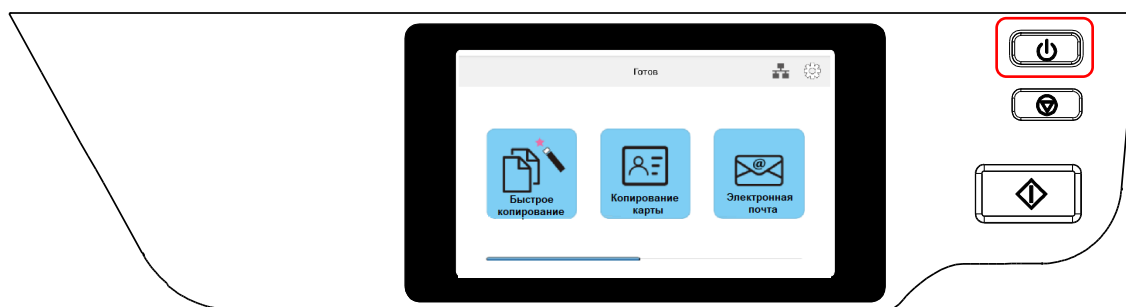 Готов
Быстрое
копирование
Копирование
карты
@
Электронная
почта